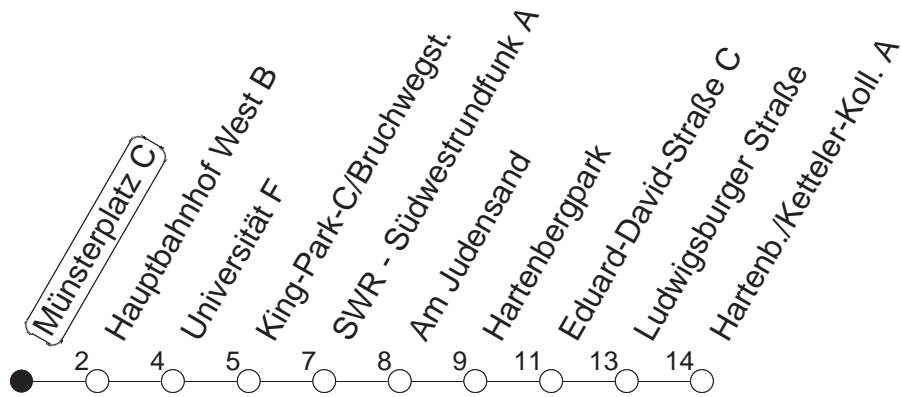 Münsterplatz C
Hauptbahnhof West B
Universität F
King-Park-C/Bruchwegst.
SWR - Südwestrundfunk A
Am Judensand
Hartenbergpark
Eduard-David-Straße C
Ludwigsburger Straße
Hartenb./Ketteler-Koll. A
2 4 5 7 8 9 11 13 14